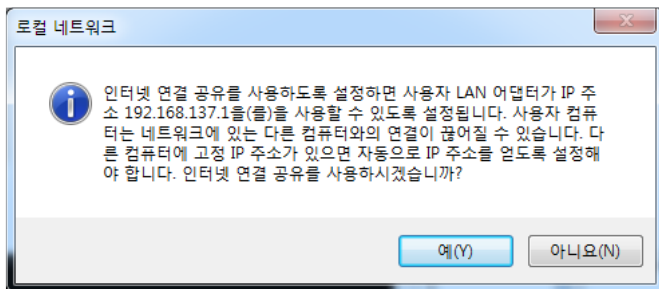 로컬 네트워크
인터넷 연결 공유를 사용하도록 설정하면 사용자 LAN 어댑터가 IP 주
소 192.168.137.1을(를)을 사용할 수 있도록 설정됩니다. 사용자 컴퓨
터는 네트워크에 있는 다른 컴퓨터와의 연결이 끊어질 수 있습니다. 다
른 컴퓨터에 고정 IP 주소가 있으면 자동으로 IP 주소를 얻도록 설정해
야 합니다. 인터넷 연결 공유를 사용하시겠습니까?
예(Y) 아니요(N)